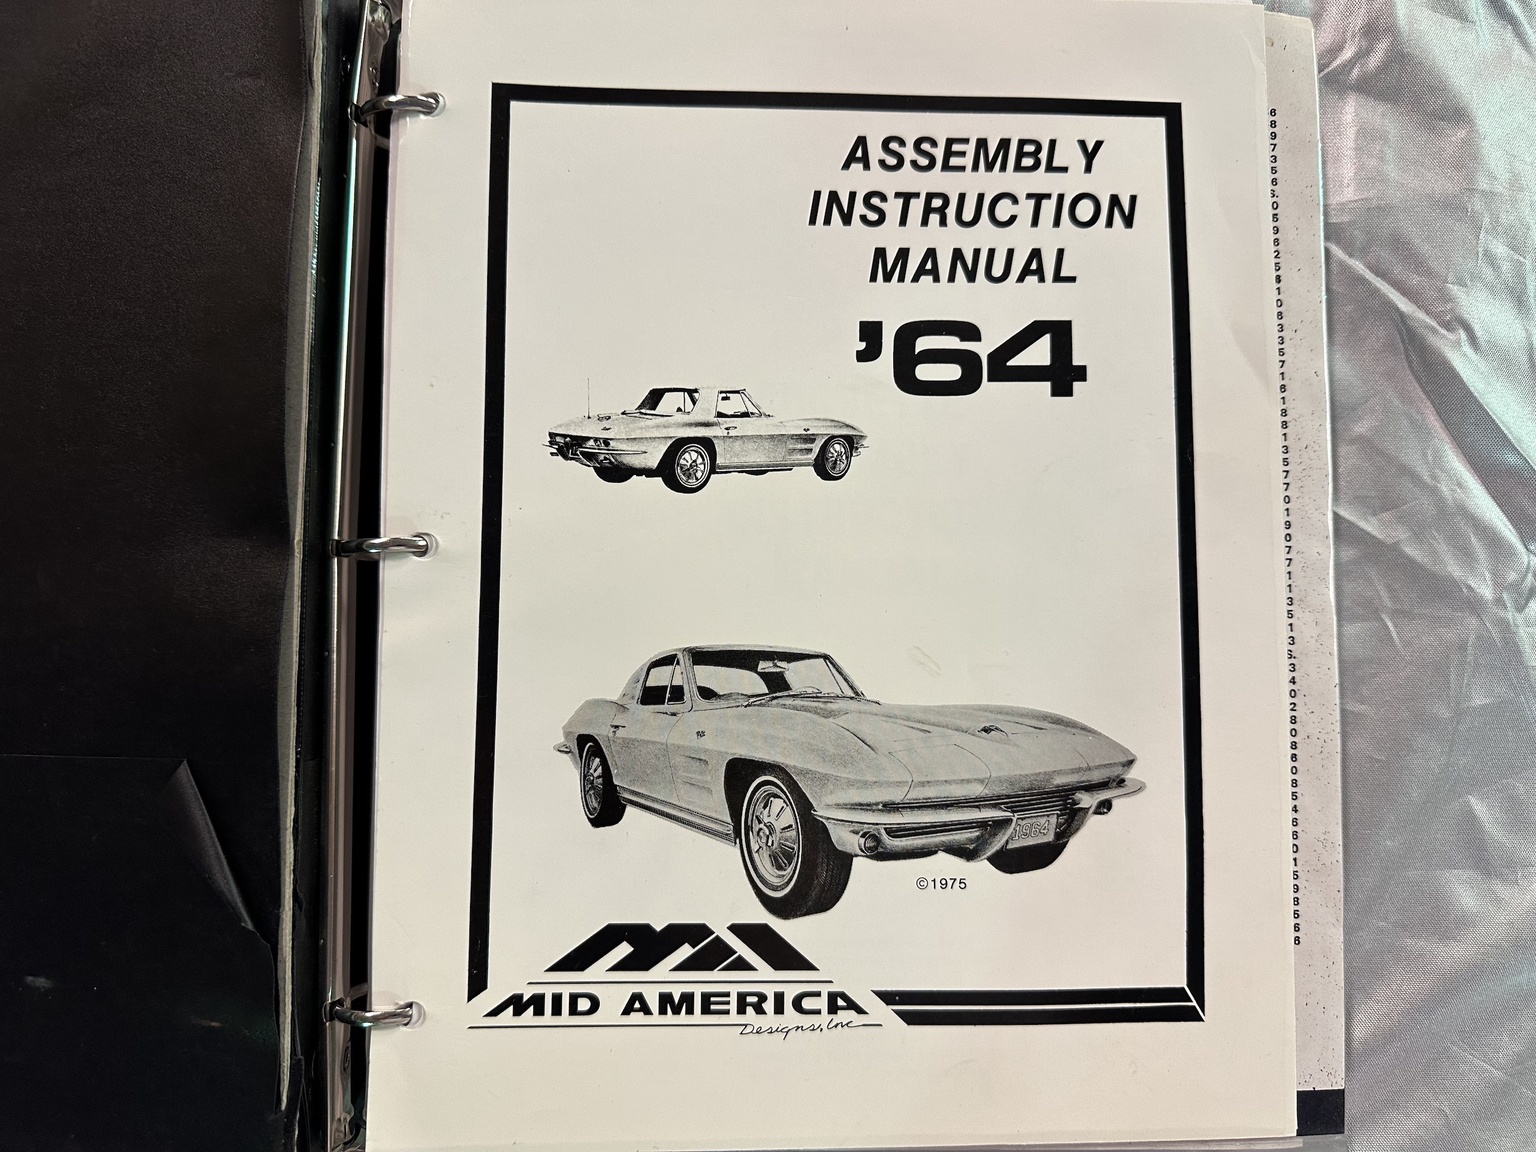 ASSEMBLY
INSTRUCTION
MANUAL
'64
1964
©1975
MID AMERICA
Designs, Inc